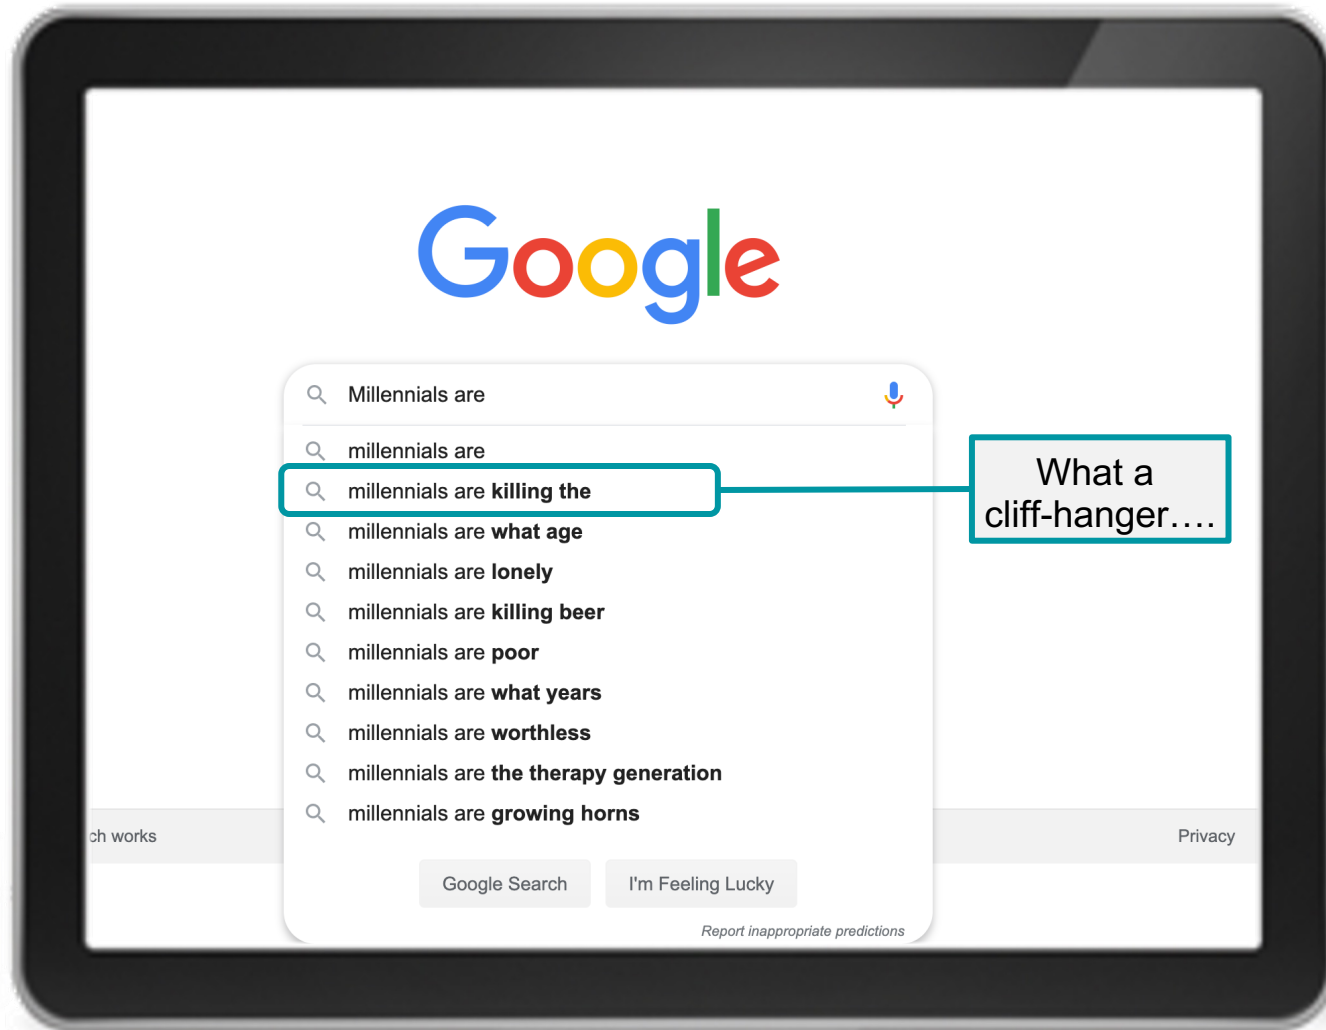 Google
Millennials are
millennials are
millennials are killing the
What a
cliff-hanger....
millennials are what age
millennials are lonely
millennials are killing beer
millennials are poor
millennials are what years
millennials are worthless
millennials are the therapy generation
millennials are growing horns
ch works
Privacy
Google Search
I'm Feeling Lucky
Report inappropriate predictions